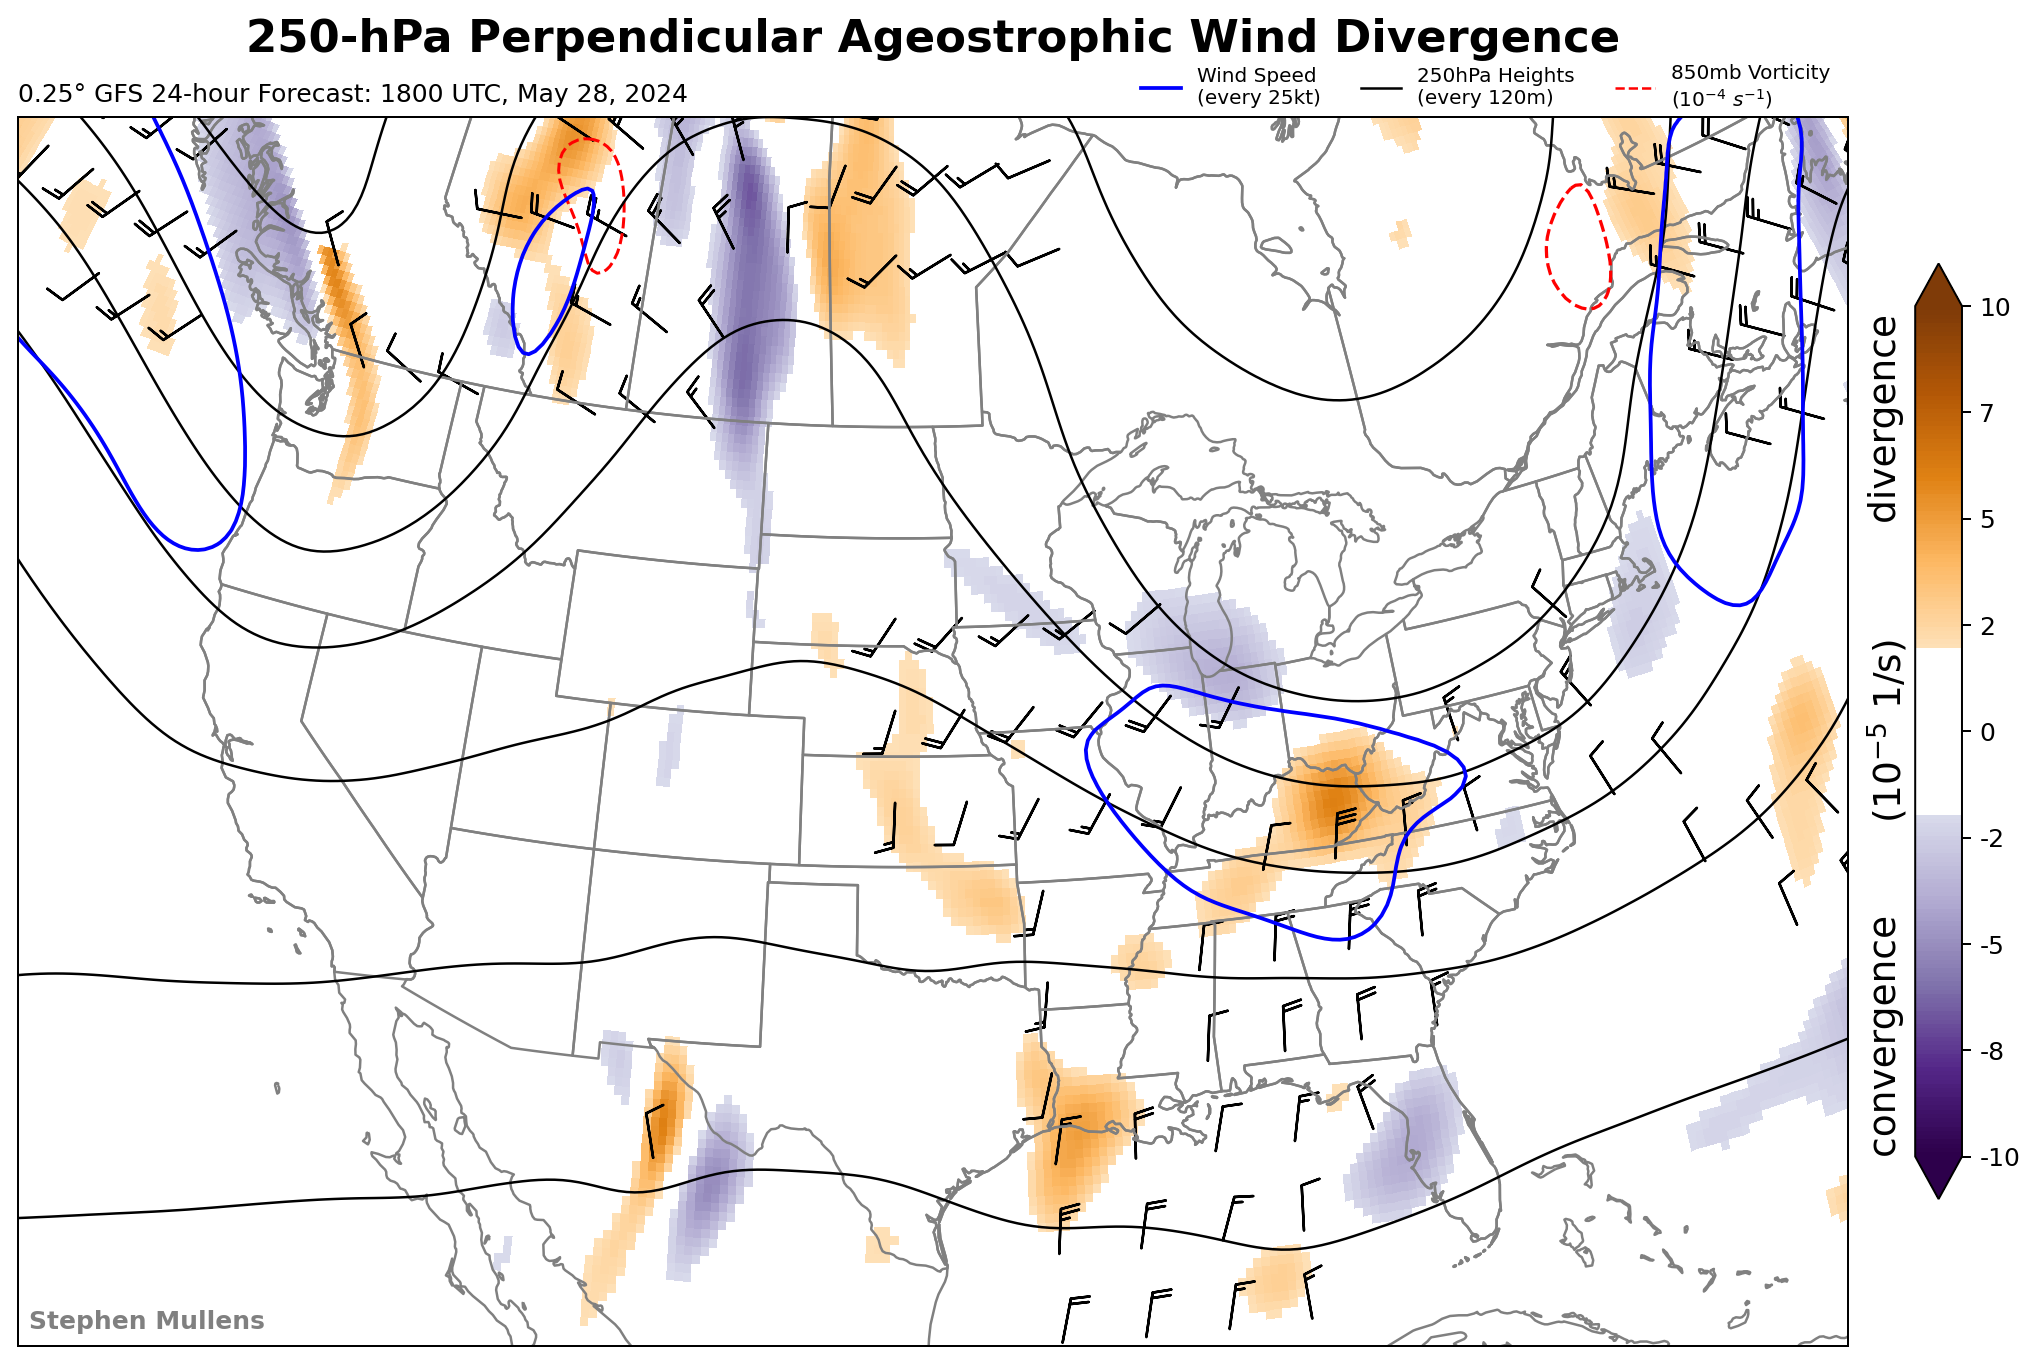 250-hPa Perpendicular Ageostrophic Wind Divergence
0.25° GFS 24-hour Forecast: 1800 UTC, May 28, 2024
Wind Speed
(every 25kt)
250hPa Heights
(every 120m)
850mb Vorticity
(10⁻⁴ s⁻¹)
10
7
5
2
0
-2
-5
-8
-10
convergence (10⁻⁵ 1/s) divergence
Stephen Mullens